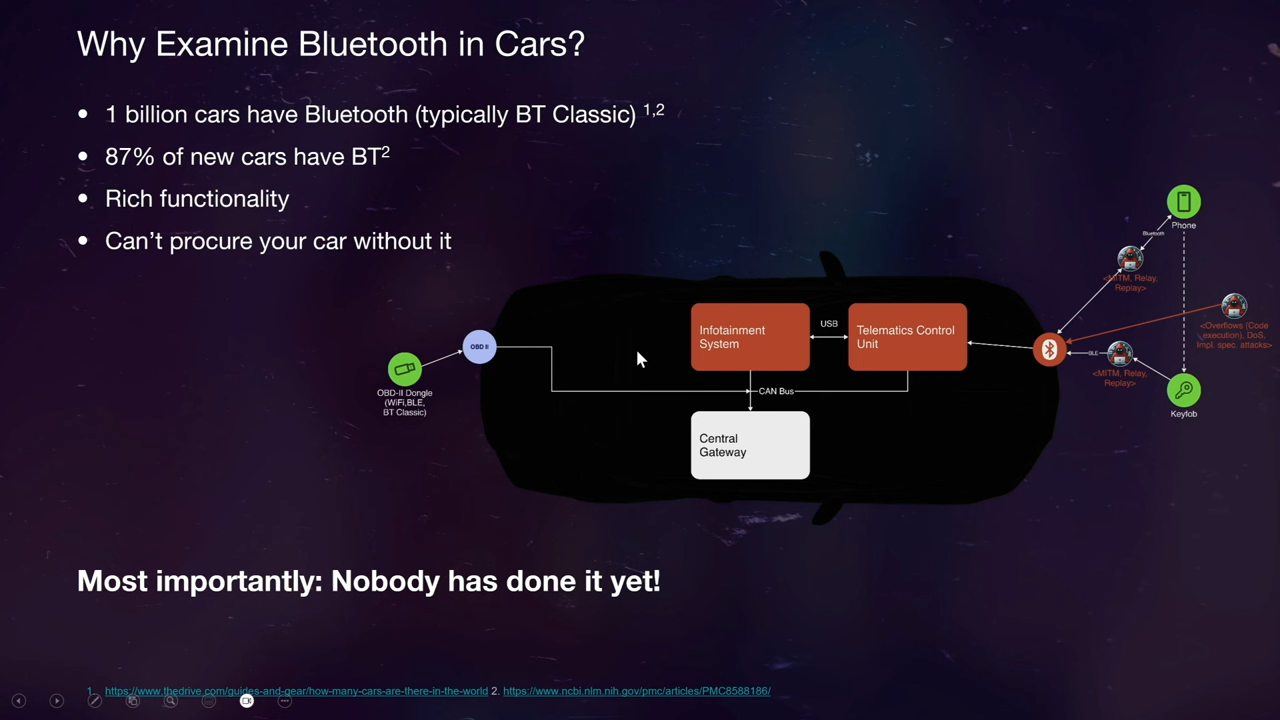 Why Examine Bluetooth in Cars?
• 1 billion cars have Bluetooth (typically BT Classic) 1,2
• 87% of new cars have BT2
• Rich functionality
• Can’t procure your car without it
Phone
Bluetooth
<MITM, Relay,
Replay>
<Overflows (Code
execution), DoS,
Impl. spec. attacks>
Infotainment
System
USB
Telematics Control
Unit
OBD II
BLE
<MITM, Relay,
Replay>
OBD-II Dongle
(WiFi,BLE,
BT Classic)
CAN Bus
Keyfob
Central
Gateway
Most importantly: Nobody has done it yet!
1. https://www.thedrive.com/guides-and-gear/how-many-cars-are-there-in-the-world 2. https://www.ncbi.nlm.nih.gov/pmc/articles/PMC8588186/